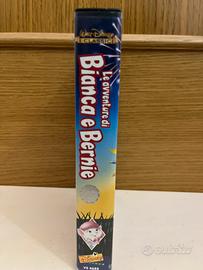 WALT DISNEY
I CLASSICI
Le avventure di
Bianca e Bernie
subito